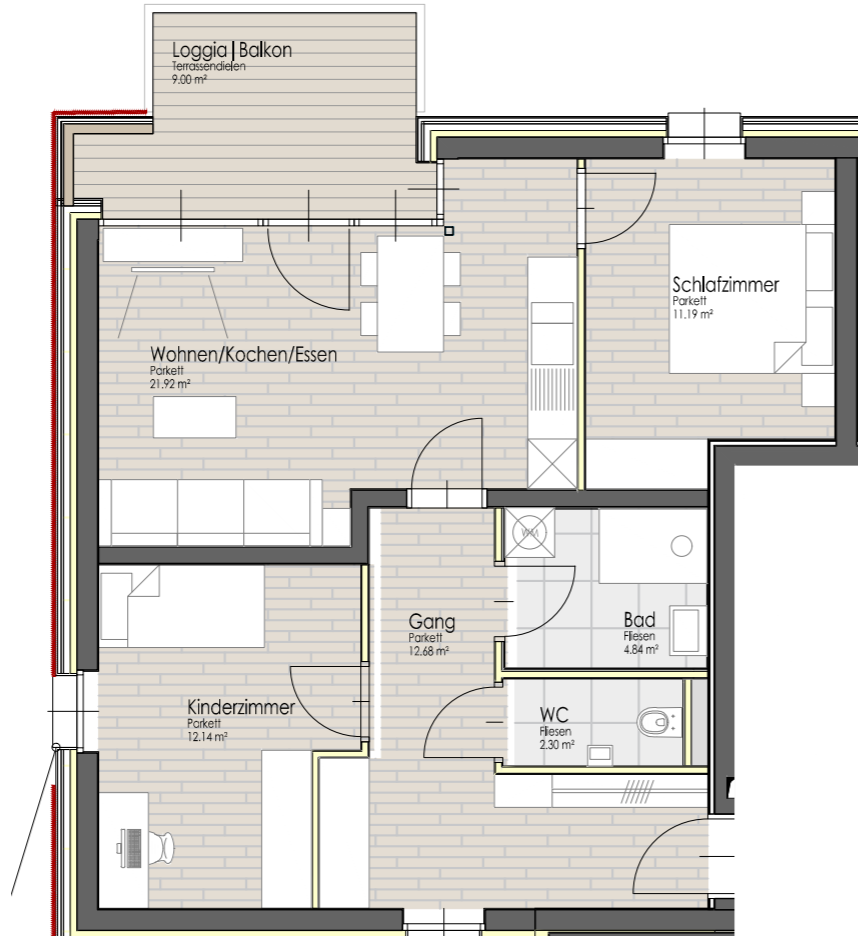 Loggia | Balkon
Terrassendielen
9.00 m²
Schlafzimmer
Parkett
11.19 m²
Wohnen/Kochen/Essen
Parkett
21.92 m²
WM
Gang
Parkett
12.68 m²
Bad
Fliesen
4.84 m²
Kinderzimmer
Parkett
12.14 m²
WC
Fliesen
2.30 m²